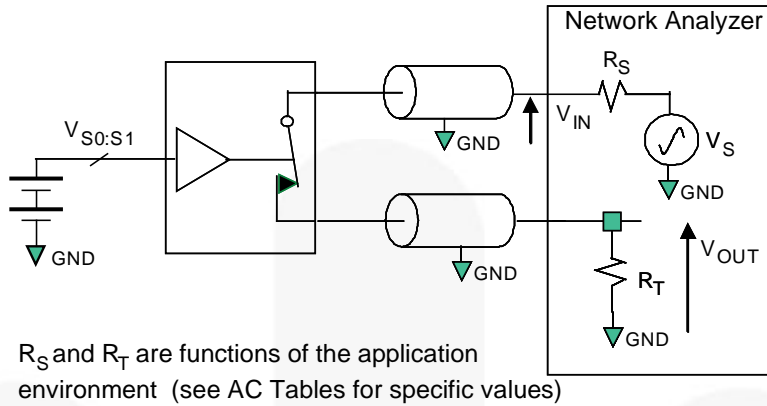 Network Analyzer
R_S
V_S0:S1
V_IN
V_S
GND
GND
GND
GND
V_OUT
R_T
GND
R_S and R_T are functions of the application
environment (see AC Tables for specific values)